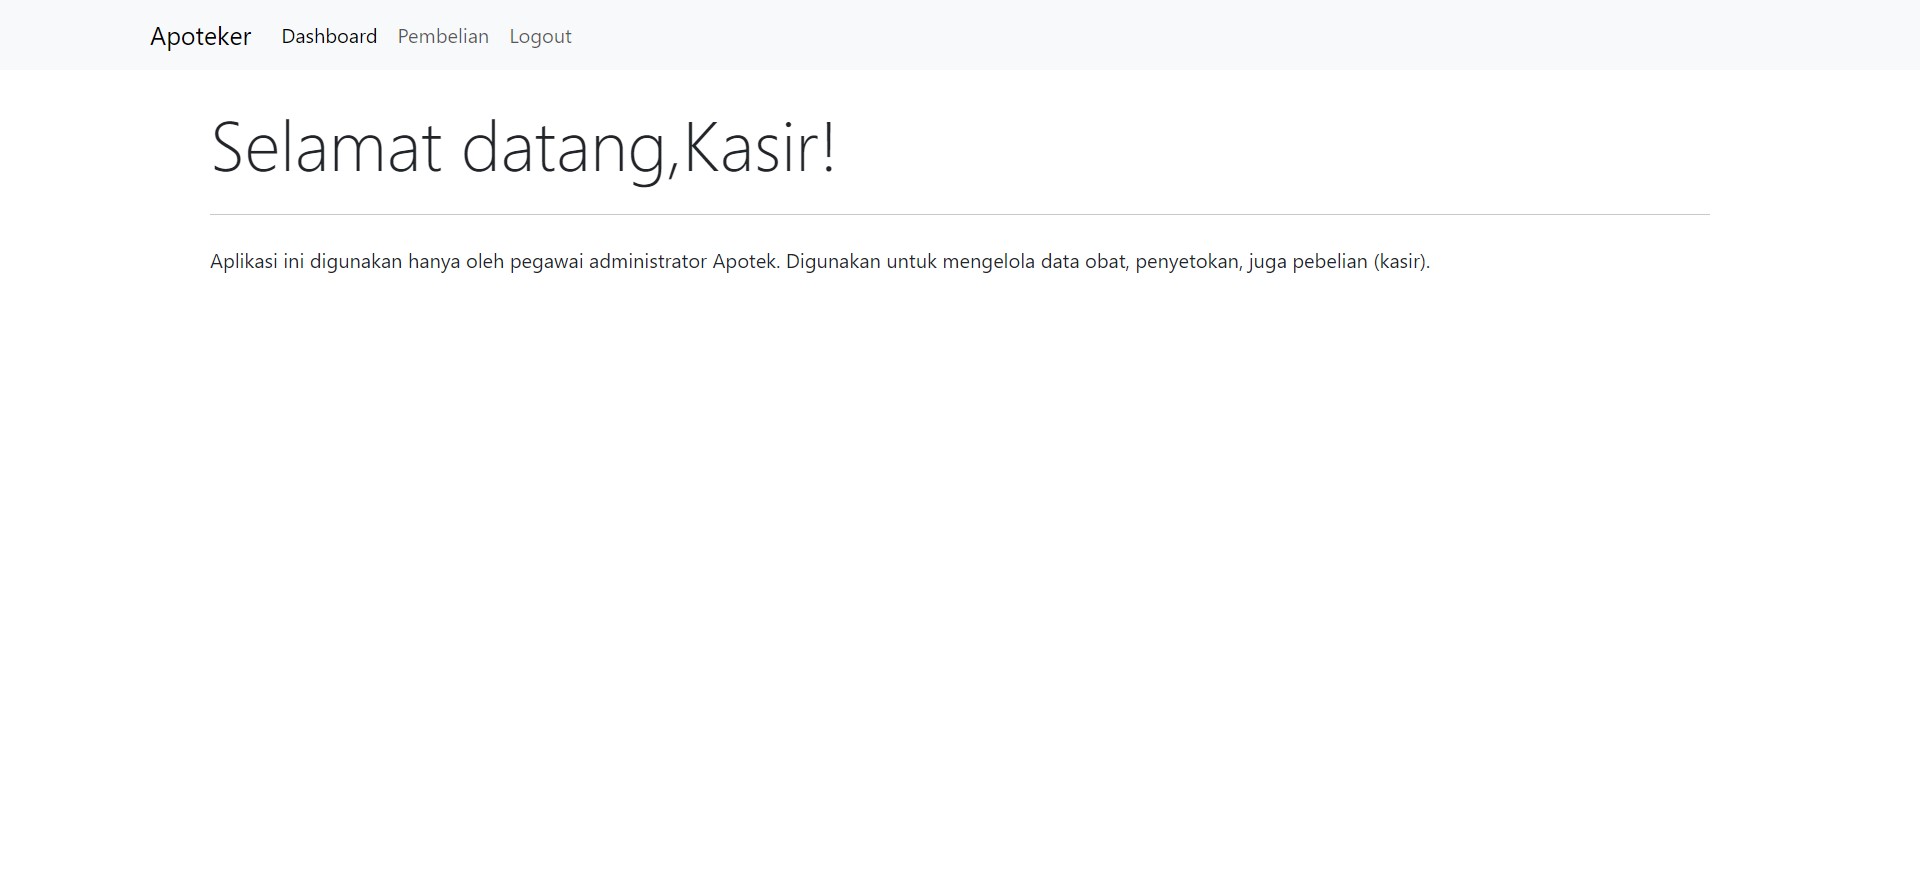 Apoteker Dashboard Pembelian Logout
Selamat datang,Kasir!
Aplikasi ini digunakan hanya oleh pegawai administrator Apotek. Digunakan untuk mengelola data obat, penyetokan, juga pebelian (kasir).